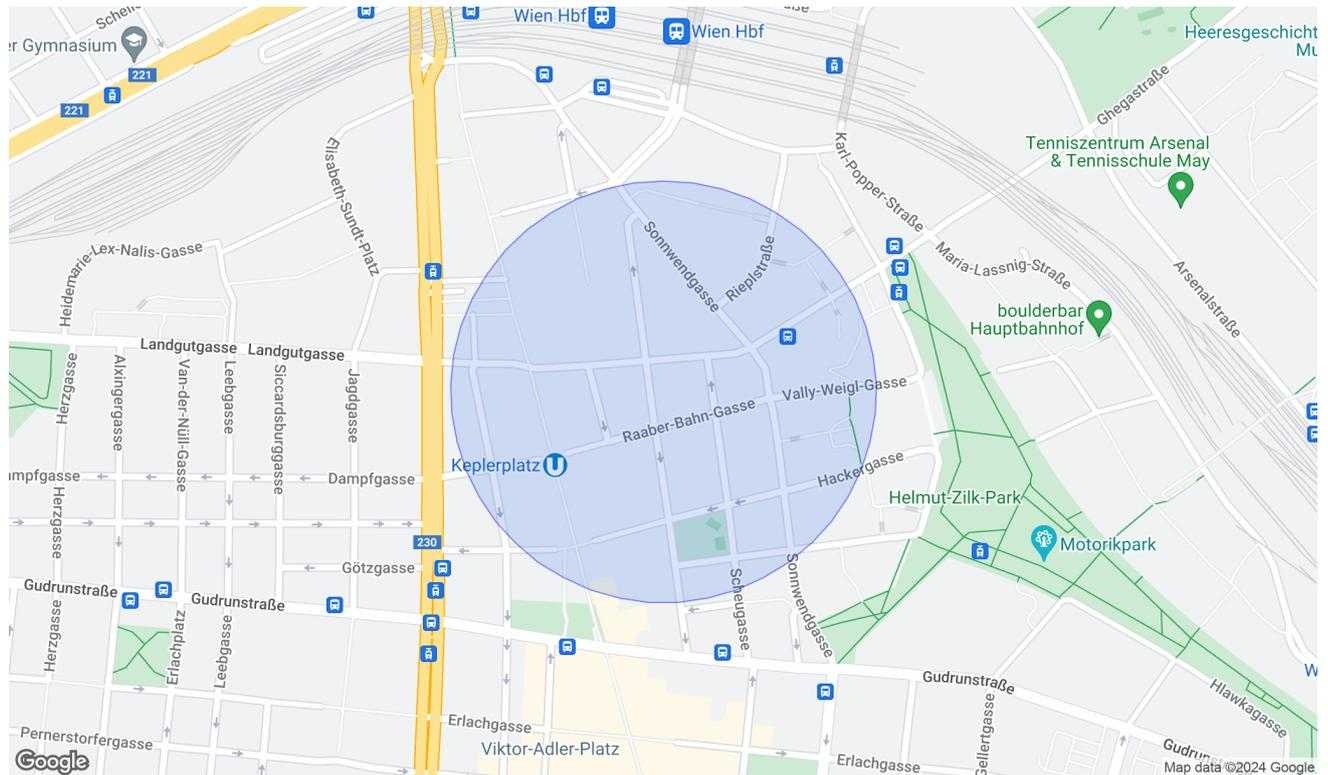 Wien Hbf
Wien Hbf
Heeresgeschicht
Mu
er Gymnasium
221
221
Ghegastraße
Tenniszentrum Arsenal
& Tennisschule May
Elisabeth-Sundt-Platz
Karl-Popper-Straße
Heidemarie-Lex-Nalis-Gasse
Sonnwendgasse
Rieplstraße
Maria-Lassnig-Straße
Arsenalstraße
boulderbar
Hauptbahnhof
Landgutgasse
Landgutgasse
Herzgasse
Alxingergasse
Van-der-Nüll-Gasse
Leebgasse
Siccardsburggasse
Jagdgasse
Vally-Weigl-Gasse
Raaber-Bahn-Gasse
Keplerplatz
Hackergasse
ampfgasse
Dampfgasse
Herzgasse
Helmut-Zilk-Park
230
Motorikpark
Götzgasse
Gudrunstraße
Gudrunstraße
Herzgasse
Erlachplatz
Leebgasse
Scheugasse
Sonnwendgasse
Gudrunstraße
Gellertgasse
Hlawkagasse
W
Pernerstorfergasse
Erlachgasse
Viktor-Adler-Platz
Erlachgasse
Gudruns
Google
Map data ©2024 Google